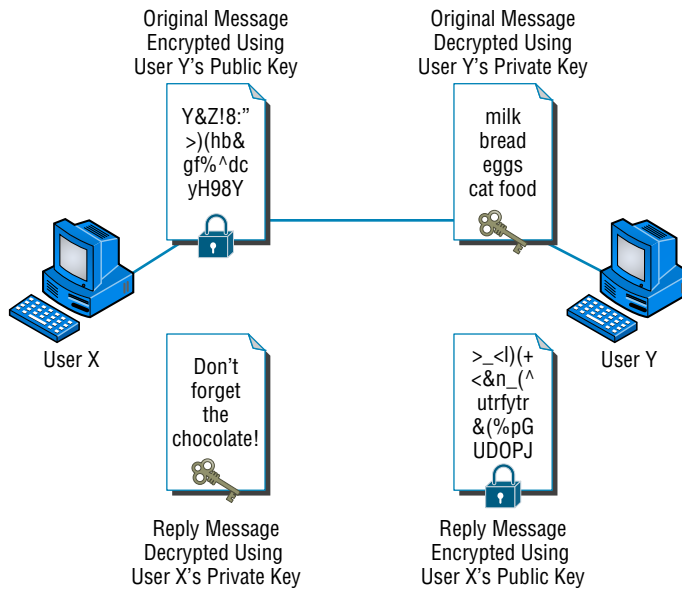 Original Message
Encrypted Using
User Y's Public Key
Original Message
Decrypted Using
User Y's Private Key
Y&Z!8:”
>)(hb&
gf%^dc
yH98Y
milk
bread
eggs
cat food
User X
User Y
Don't
forget
the
chocolate!
>_<l)(+
<&n_(^
utrfytr
&(%pG
UDOPJ
Reply Message
Decrypted Using
User X's Private Key
Reply Message
Encrypted Using
User X's Public Key